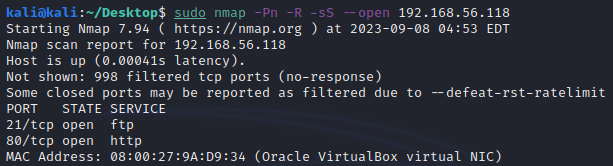 kali@kali:~/Desktop$ sudo nmap -Pn -R -sS --open 192.168.56.118
Starting Nmap 7.94 ( https://nmap.org ) at 2023-09-08 04:53 EDT
Nmap scan report for 192.168.56.118
Host is up (0.00041s latency).
Not shown: 998 filtered tcp ports (no-response)
Some closed ports may be reported as filtered due to --defeat-rst-ratelimit
PORT   STATE SERVICE
21/tcp open  ftp
80/tcp open  http
MAC Address: 08:00:27:9A:D9:34 (Oracle VirtualBox virtual NIC)